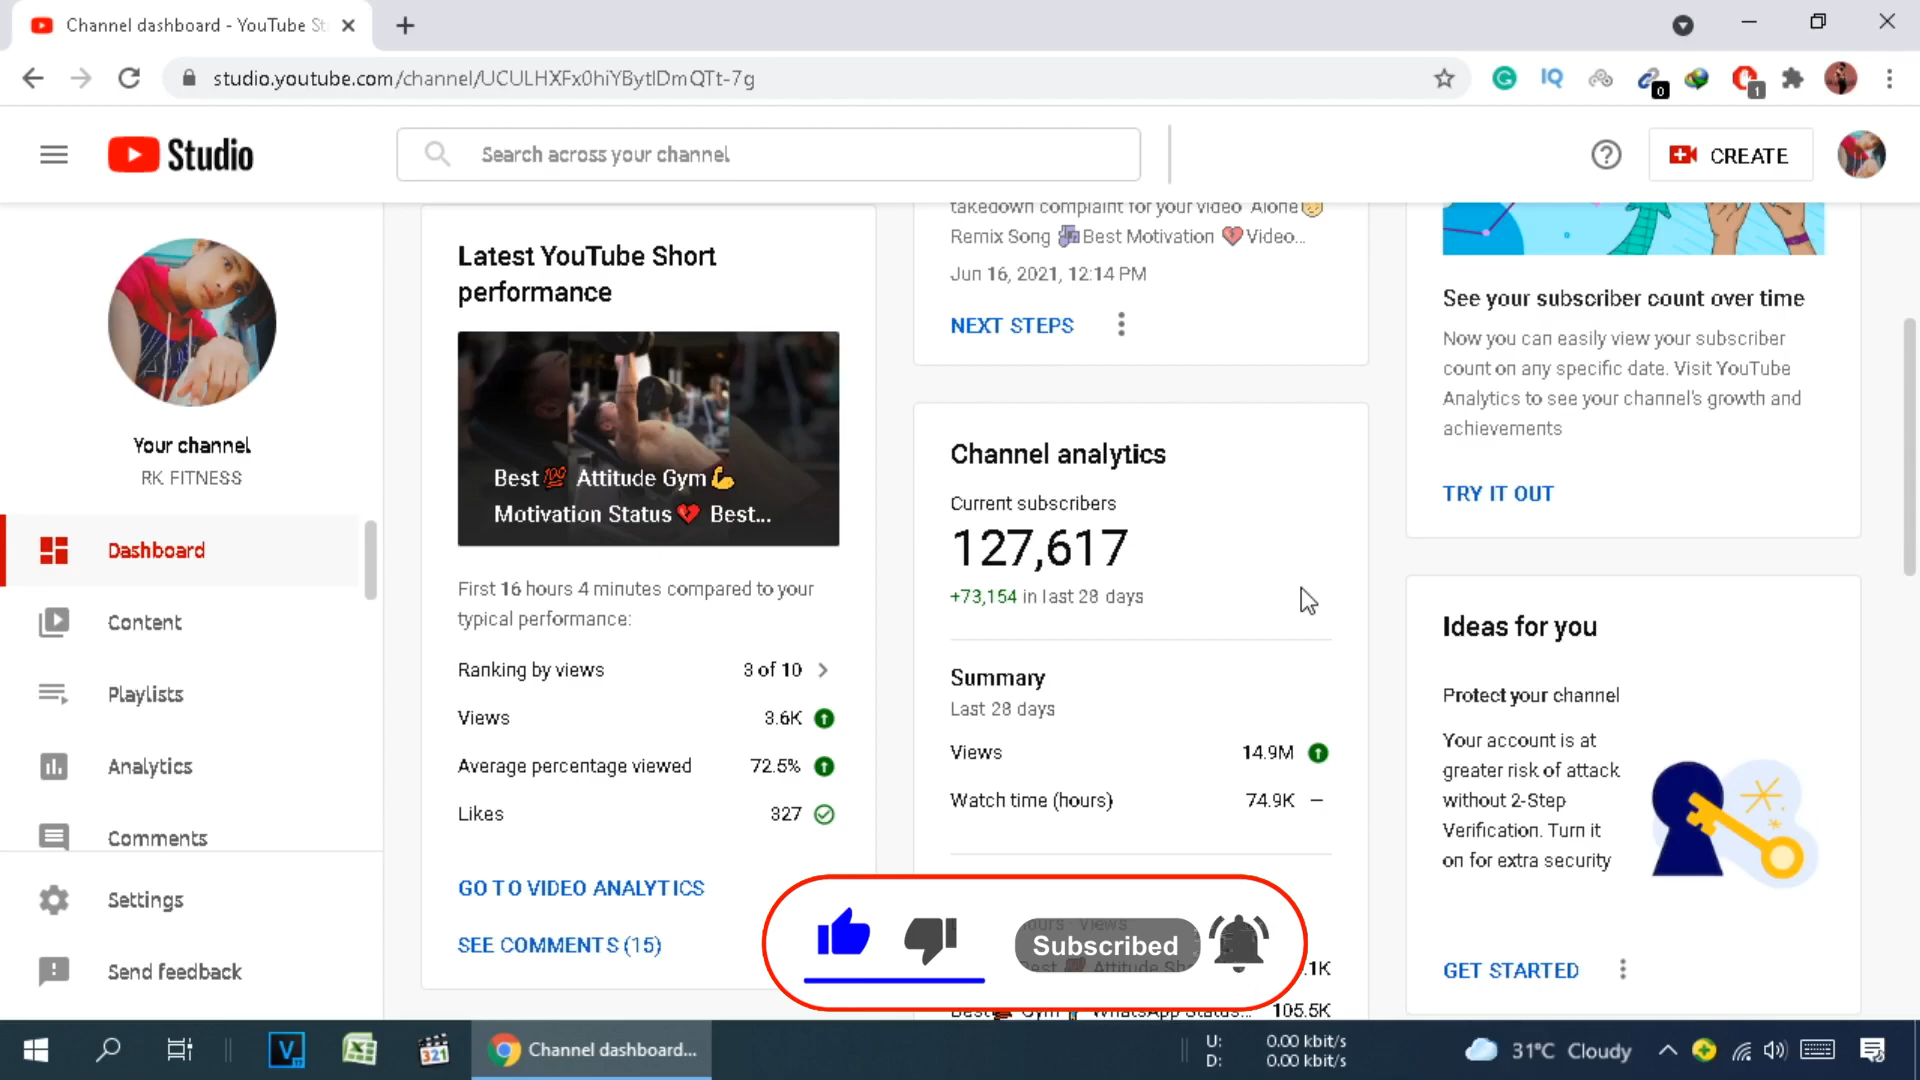 Channel dashboard - YouTube St
studio.youtube.com/channel/UCULHXFx0hiYBytIDmQTt-7g
IQ
0
1
Studio
Search across your channel
CREATE
Your channel
RK FITNESS
Dashboard
Content
Playlists
Analytics
Comments
Settings
Send feedback
Latest YouTube Short
performance
Best💯 Attitude Gym💪
Motivation Status💔 Best...
First 16 hours 4 minutes compared to your
typical performance:
Ranking by views 3 of 10
Views 3.6K
Average percentage viewed 72.5%
Likes 327
GO TO VIDEO ANALYTICS
SEE COMMENTS (15)
takedown complaint for your video Alone
Remix Song 🎶Best Motivation 💔Video...
Jun 16, 2021, 12:14 PM
NEXT STEPS
Channel analytics
Current subscribers
127,617
+73,154 in last 28 days
Summary
Last 28 days
Views 14.9M
Watch time (hours) 74.9K —
Views
Attitude
.1K
Gym WhatsApp Status... 105.5K
Subscribed
See your subscriber count over time
Now you can easily view your subscriber
count on any specific date. Visit YouTube
Analytics to see your channel's growth and
achievements
TRY IT OUT
Ideas for you
Protect your channel
Your account is at
greater risk of attack
without 2-Step
Verification. Turn it
on for extra security
GET STARTED
V
321
Channel dashboard...
U: 0.00 kbit/s
D: 0.00 kbit/s
31°C Cloudy